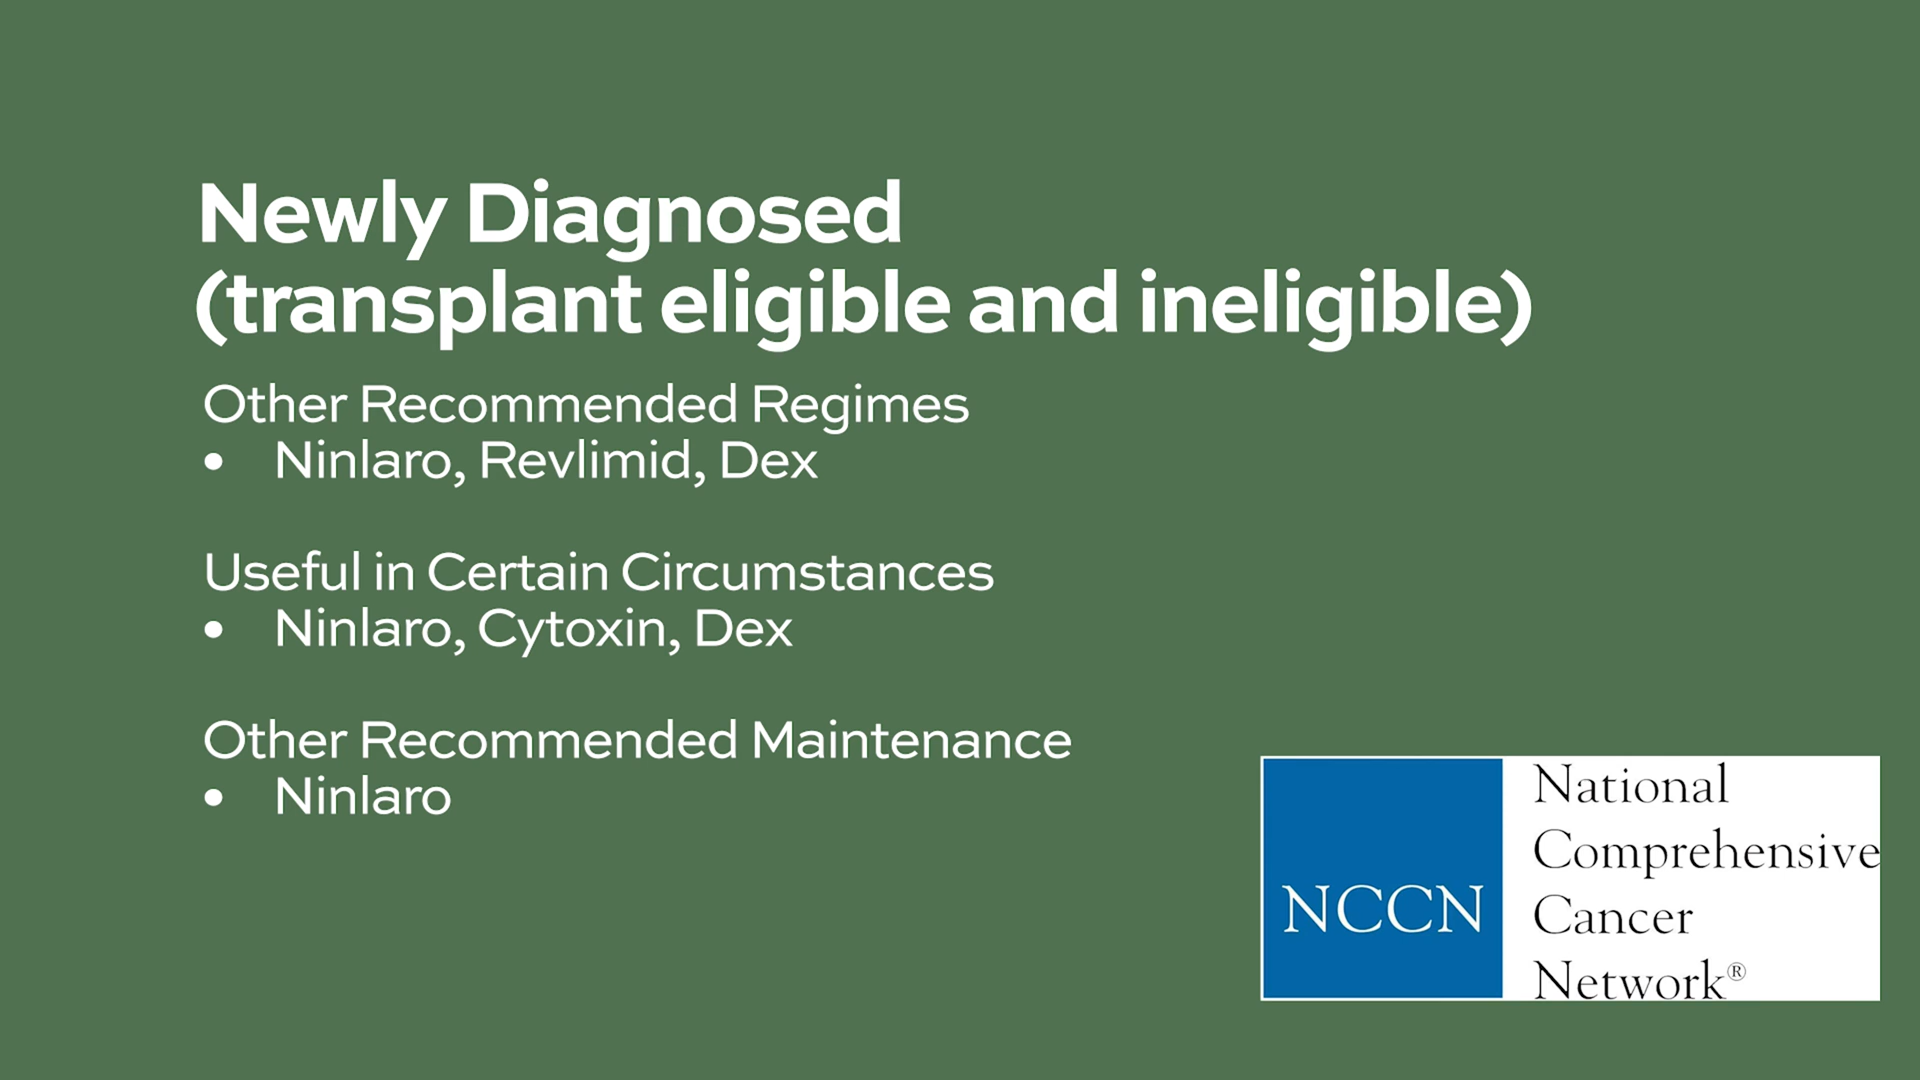 Newly Diagnosed
(transplant eligible and ineligible)
Other Recommended Regimes
• Ninlaro, Revlimid, Dex
Useful in Certain Circumstances
• Ninlaro, Cytoxin, Dex
Other Recommended Maintenance
• Ninlaro
NCCN
National
Comprehensive
Cancer
Network®